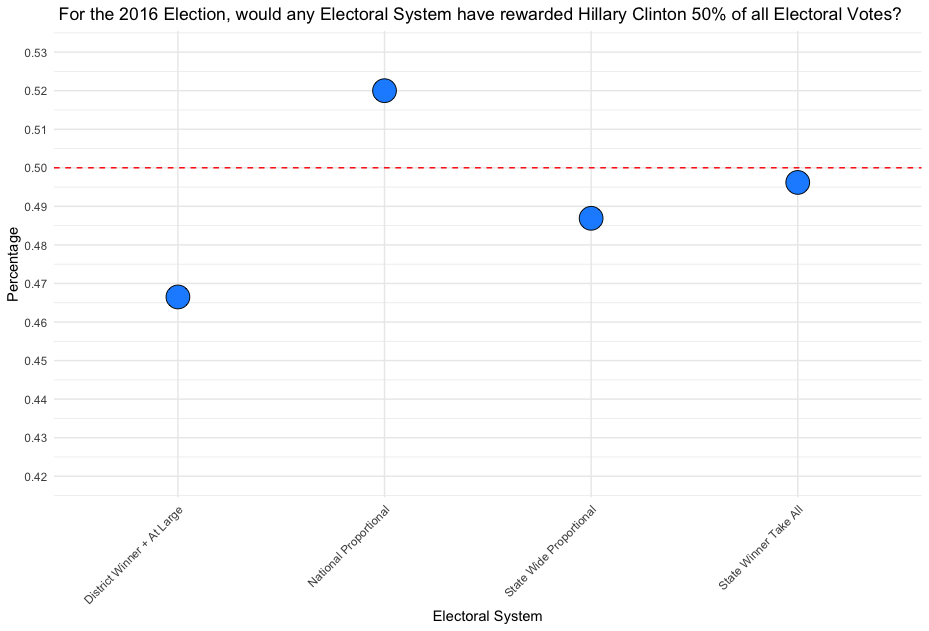 For the 2016 Election, would any Electoral System have rewarded Hillary Clinton 50% of all Electoral Votes?
0.53
0.52
0.51
0.50
0.49
0.48
0.47
0.46
0.45
0.44
0.43
0.42
Percentage
District Winner + At Large
National Proportional
State Wide Proportional
State Winner Take All
Electoral System